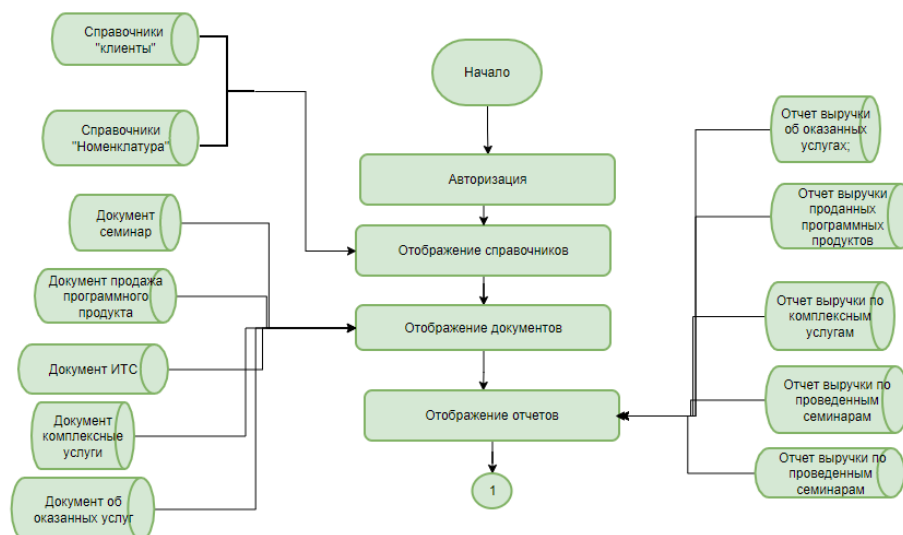 Справочники
"клиенты"
Справочники
"Номенклатура"
Документ
семинар
Документ продажа
программного
продукта
Документ ИТС
Документ
комплексные
услуги
Документ об
оказанных услуг
Начало
Авторизация
Отображение справочников
Отображение документов
Отображение отчетов
1
Отчет выручки
об оказанных
услугах;
Отчет выручки
проданных
программных
продуктов
Отчет выручки по
комплексным
услугам
Отчет выручки по
проведенным
семинарам
Отчет выручки по
проведенным
семинарам